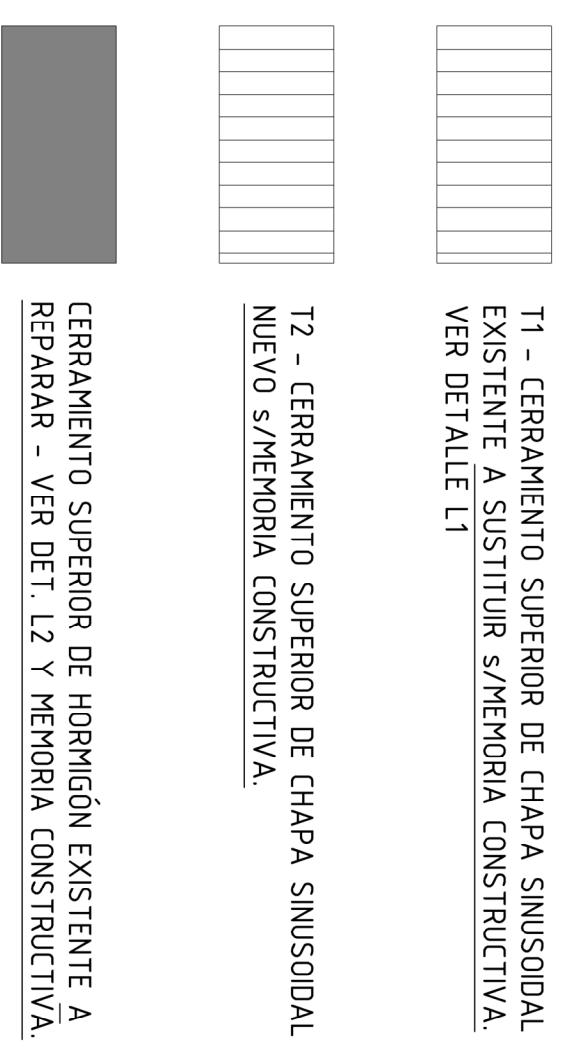 T1 - CERRAMIENTO SUPERIOR DE CHAPA SINUSOIDAL
EXISTENTE A SUSTITUIR s/MEMORIA CONSTRUCTIVA.
VER DETALLE L1
T2 - CERRAMIENTO SUPERIOR DE CHAPA SINUSOIDAL
NUEVO s/MEMORIA CONSTRUCTIVA.
CERRAMIENTO SUPERIOR DE HORMIGÓN EXISTENTE A
REPARAR - VER DET. L2 Y MEMORIA CONSTRUCTIVA.